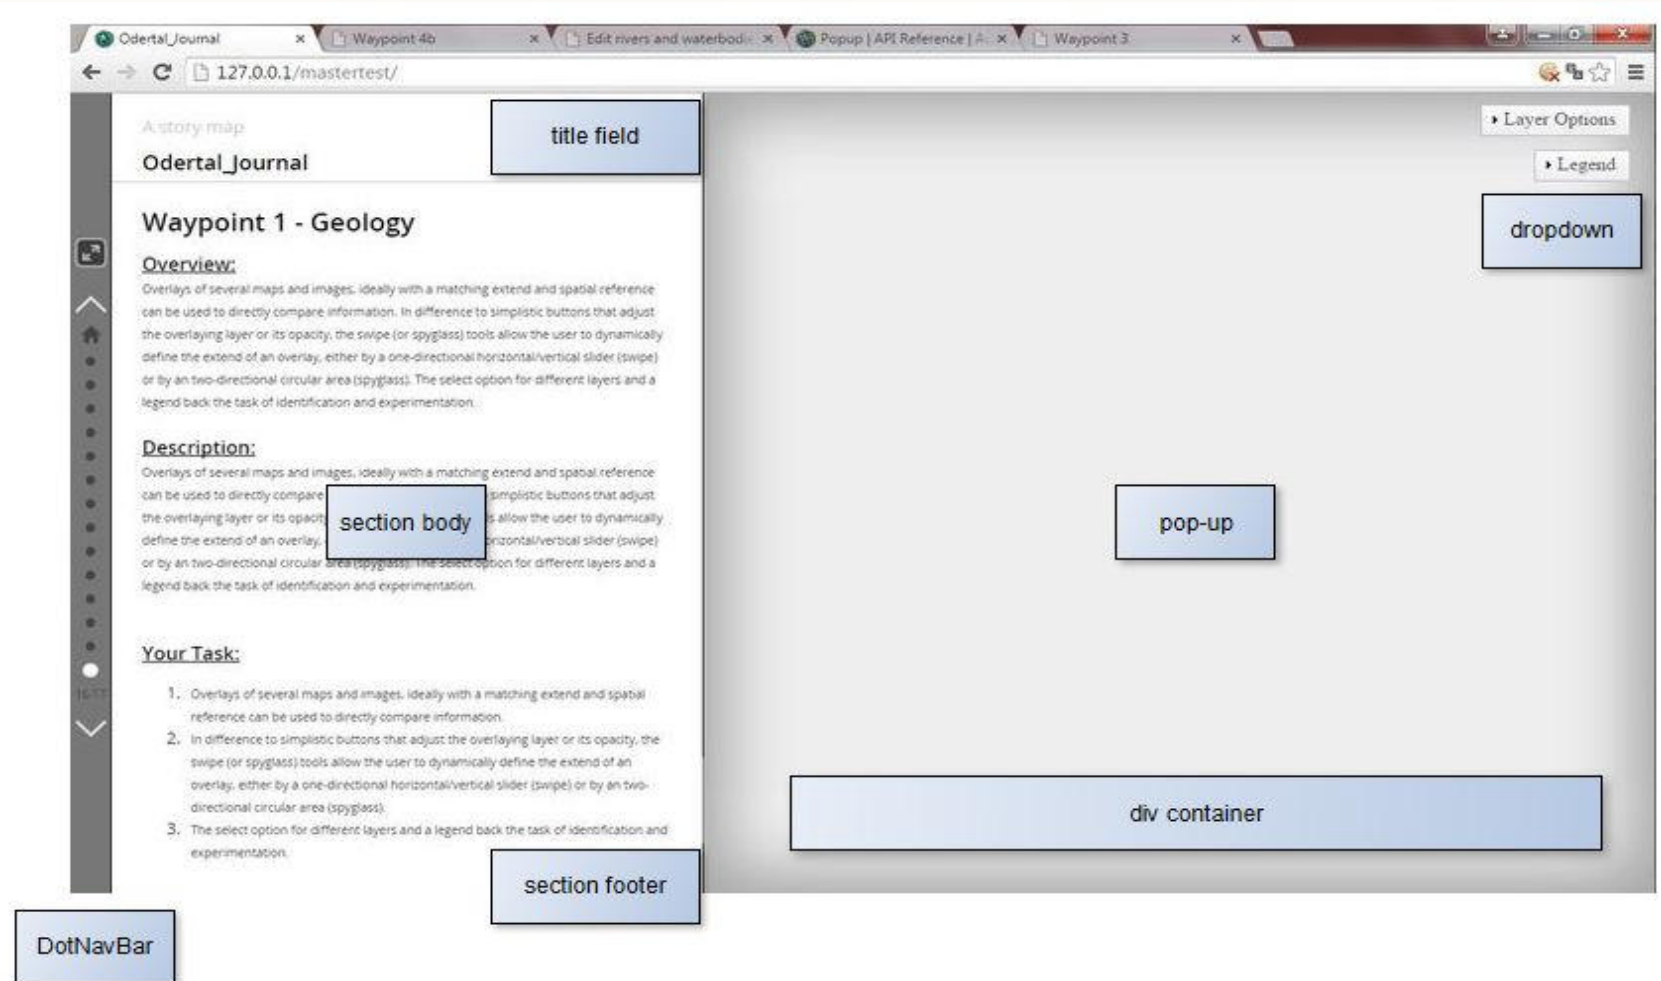 Odertal_Journal
Waypoint 4b
Edit rivers and waterbodie
Popup | API Reference | A
Waypoint 3
127.0.0.1/mastertest/
A story map
title field
Odertal_Journal
Layer Options
Legend
dropdown
Waypoint 1 - Geology
Overview:
Overlays of several maps and images, ideally with a matching extend and spatial reference
can be used to directly compare information. In difference to simplistic buttons that adjust
the overlaying layer or its opacity, the swipe (or spyglass) tools allow the user to dynamically
define the extend of an overlay, either by a one-directional horizontal/vertical slider (swipe)
or by an two-directional circular area (spyglass). The select option for different layers and a
legend back the task of identification and experimentation.
Description:
Overlays of several maps and images, ideally with a matching extend and spatial reference
can be used to directly compare simplistic buttons that adjust
the overlaying layer or its opacity allow the user to dynamically
define the extend of an overlay, horizontal/vertical slider (swipe)
or by an two-directional circular area (spyglass). The select option for different layers and a
legend back the task of identification and experimentation.
section body
pop-up
Your Task:
1. Overlays of several maps and images, ideally with a matching extend and spatial
reference can be used to directly compare information.
2. In difference to simplistic buttons that adjust the overlaying layer or its opacity, the
swipe (or spyglass) tools allow the user to dynamically define the extend of an
overlay, either by a one-directional horizontal/vertical slider (swipe) or by an two-
directional circular area (spyglass).
3. The select option for different layers and a legend back the task of identification and
experimentation.
div container
section footer
DotNavBar